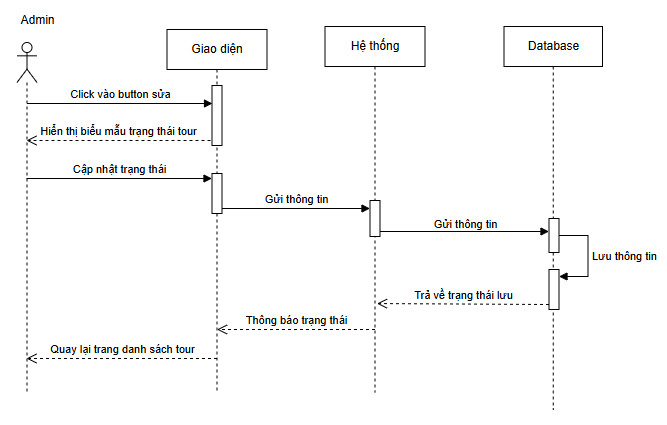 Admin
Giao diện
Hệ thống
Database
Click vào button sửa
Hiển thị biểu mẫu trạng thái tour
Cập nhật trạng thái
Gửi thông tin
Gửi thông tin
Lưu thông tin
Trả về trạng thái lưu
Thông báo trạng thái
Quay lại trang danh sách tour